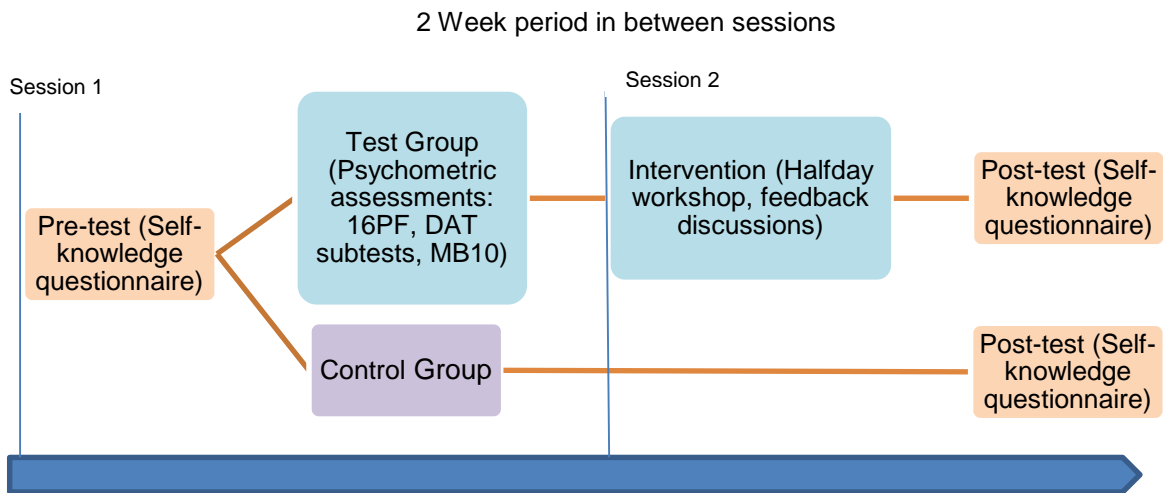 2 Week period in between sessions
Session 1
Session 2
Test Group
(Psychometric
assessments:
16PF, DAT
subtests, MB10)
Intervention (Halfday
workshop, feedback
discussions)
Post-test (Self-
knowledge
questionnaire)
Pre-test (Self-
knowledge
questionnaire)
Control Group
Post-test (Self-
knowledge
questionnaire)